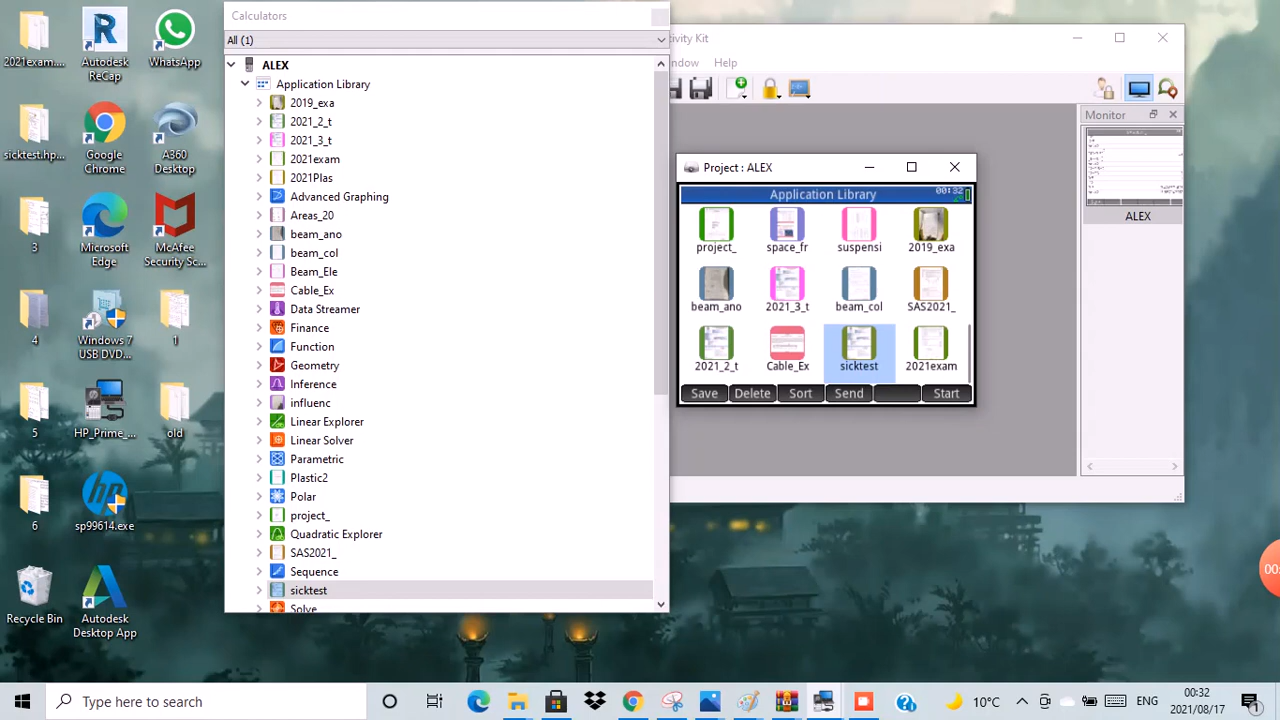 2021exam....
Autodesk
ReCap
WhatsApp
sicktest.hp...
Google
Chrome
A360
Desktop
3
Microsoft
Edge
McAfee
Security Sc...
4
Windows 7
USB DVD...
1
5
HP_Prime_...
old
6
sp99614.exe
Recycle Bin
Autodesk
Desktop App
Calculators
All (1)
ALEX
Application Library
2019_exa
2021_2_t
2021_3_t
2021exam
2021Plas
Advanced Graphing
Areas_20
beam_ano
beam_col
Beam_Ele
Cable_Ex
Data Streamer
Finance
Function
Geometry
Inference
influenc
Linear Explorer
Linear Solver
Parametric
Plastic2
Polar
project_
Quadratic Explorer
SAS2021_
Sequence
sicktest
Solve
tivity Kit
ndow Help
Monitor
ALEX
Project : ALEX
Application Library 00:32
project_ space_fr suspensi 2019_exa
beam_ano 2021_3_t beam_col SAS2021_
2021_2_t Cable_Ex sicktest 2021exam
Save Delete Sort Send Start
00:
Type here to search
10°C
ENG
00:32
2021/08/17
1